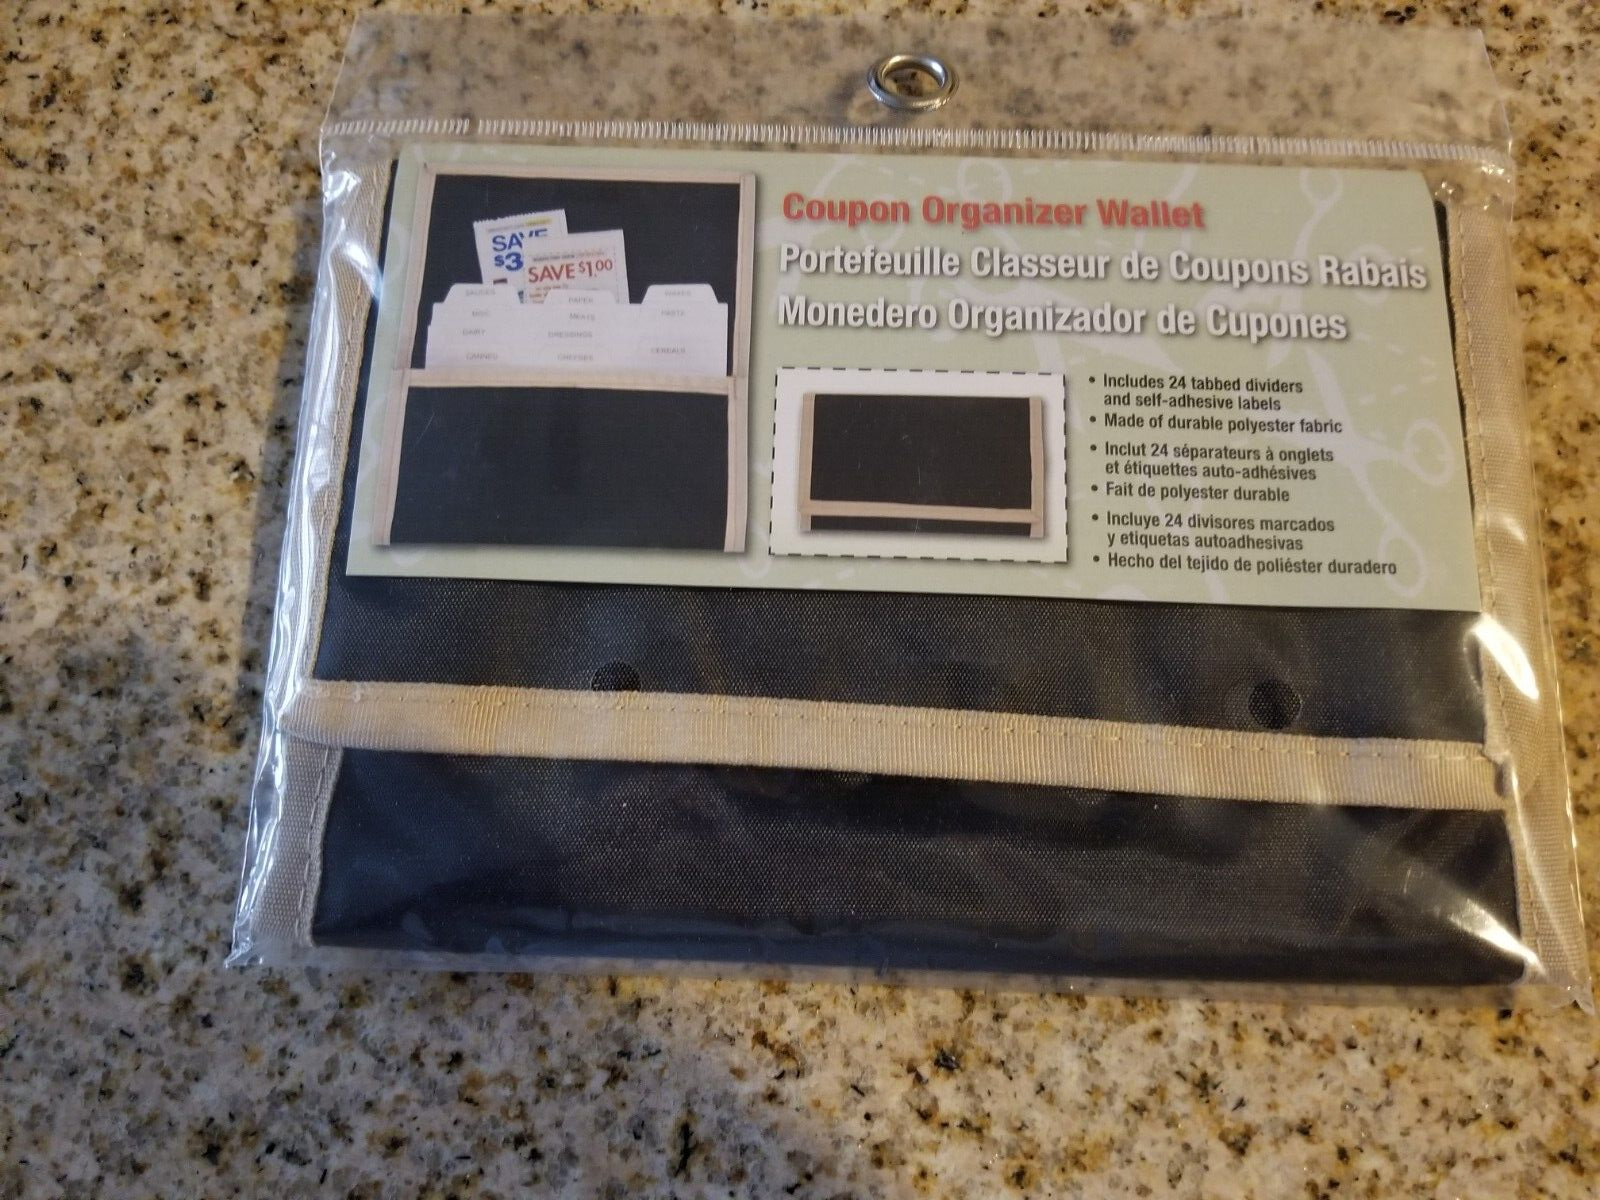 Coupon Organizer Wallet
Portefeuille Classeur de Coupons Rabais
Monedero Organizador de Cupones
SAVE
$3
SAVE $1.00
SAUCES
PAPER
MISC
MEATS
PASTA
DAIRY
DRESSINGS
CANNED
CHEESES
CEREALS
• Includes 24 tabbed dividers
and self-adhesive labels
• Made of durable polyester fabric
• Inclut 24 séparateurs à onglets
et étiquettes auto-adhésives
• Fait de polyester durable
• Incluye 24 divisores marcados
y etiquetas autoadhesivas
• Hecho del tejido de poliéster duradero